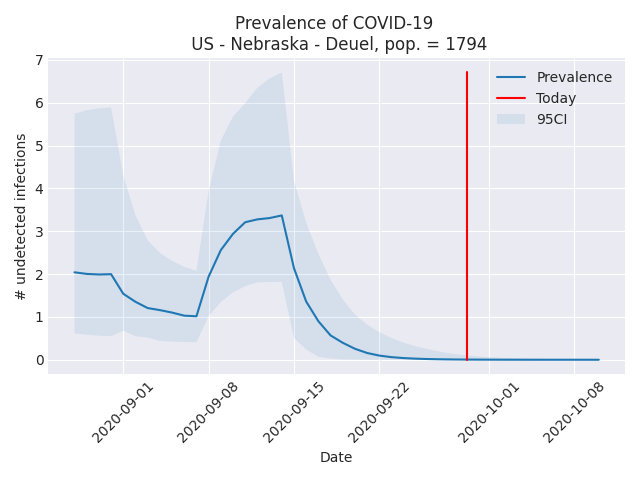 Prevalence of COVID-19
US - Nebraska - Deuel, pop. = 1794
7
6
5
4
3
2
1
0
# undetected infections
Prevalence
Today
95CI
2020-09-01
2020-09-08
2020-09-15
2020-09-22
2020-10-01
2020-10-08
Date